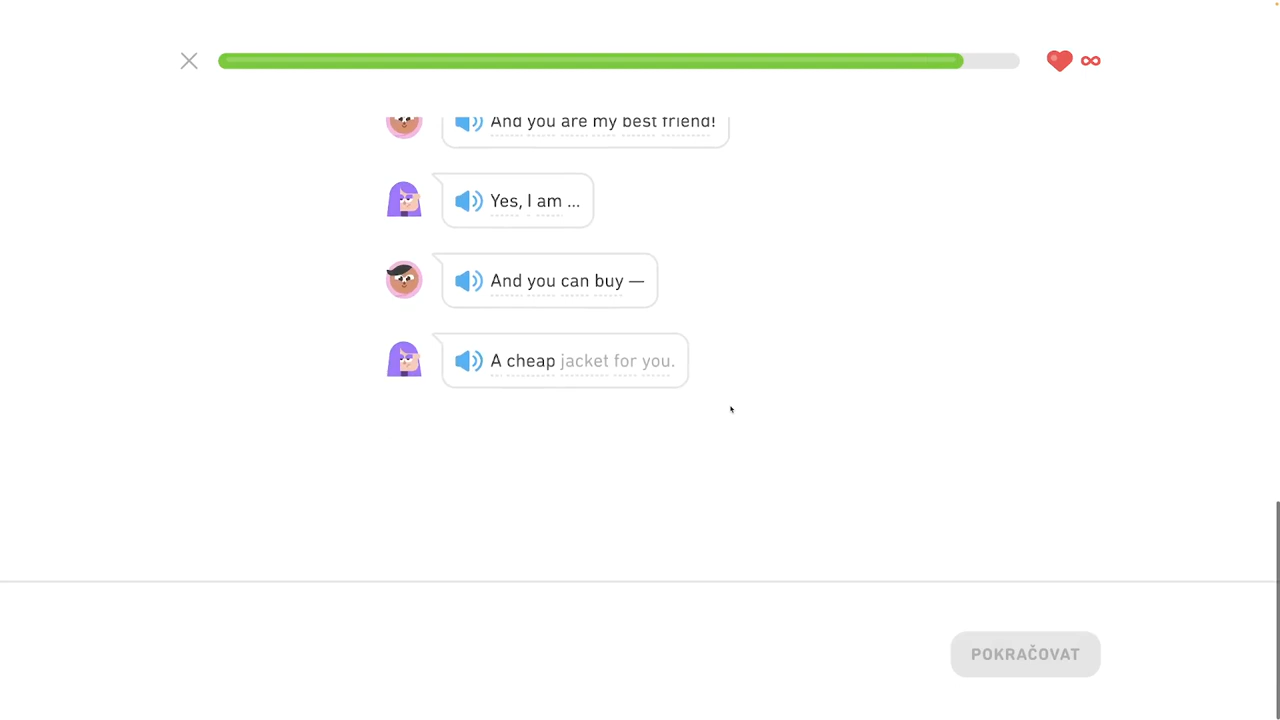 And you are my best friend!
Yes, I am ...
And you can buy —
A cheap jacket for you.
POKRAČOVAT